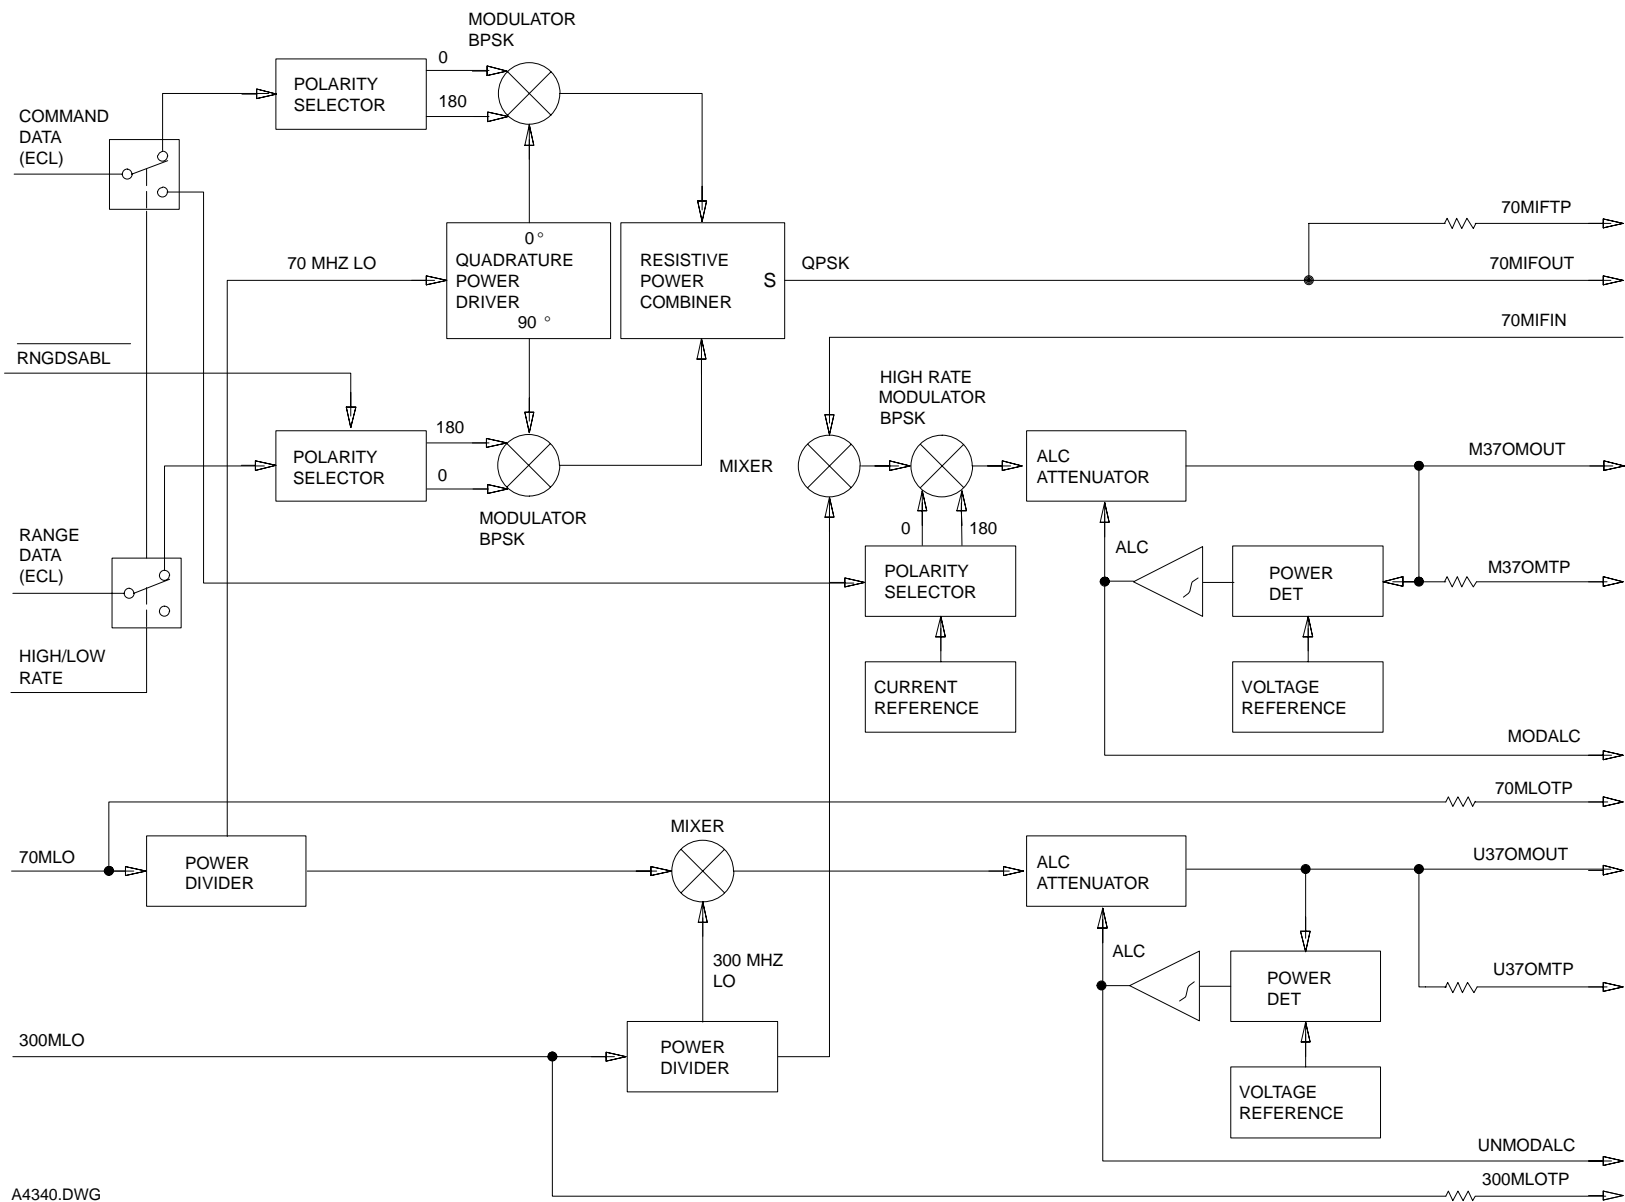 MODULATOR
BPSK
0
POLARITY
SELECTOR
180
COMMAND
DATA
(ECL)
70MIFTP
0°
70 MHZ LO
QUADRATURE
POWER
DRIVER
90 °
RESISTIVE
POWER
COMBINER
S
QPSK
70MIFOUT
70MIFIN
RNGDSABL
HIGH RATE
MODULATOR
BPSK
180
POLARITY
SELECTOR
0
MIXER
ALC
ATTENUATOR
M37OMOUT
MODULATOR
BPSK
RANGE
DATA
(ECL)
0
180
ALC
POLARITY
SELECTOR
POWER
DET
M37OMTP
HIGH/LOW
RATE
CURRENT
REFERENCE
VOLTAGE
REFERENCE
MODALC
70MLOTP
MIXER
70MLO
POWER
DIVIDER
ALC
ATTENUATOR
U37OMOUT
300 MHZ
LO
ALC
POWER
DET
U37OMTP
300MLO
POWER
DIVIDER
VOLTAGE
REFERENCE
UNMODALC
300MLOTP
A4340.DWG